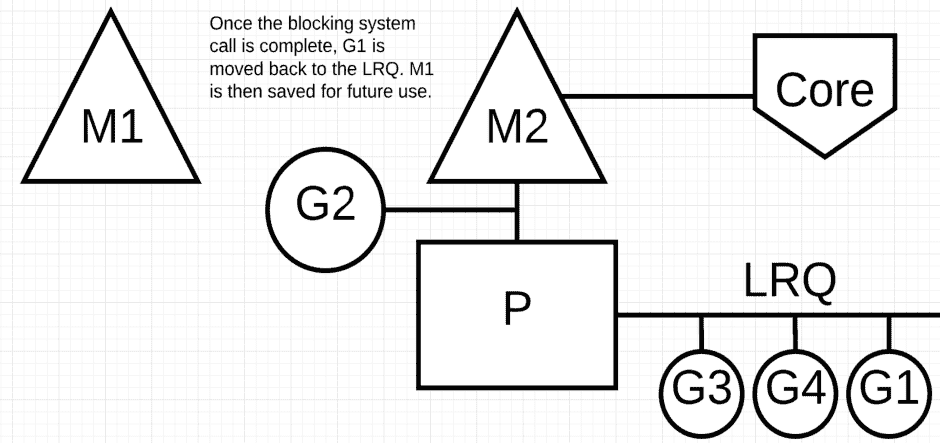 Once the blocking system
call is complete, G1 is
moved back to the LRQ. M1
is then saved for future use.
M1
M2
Core
G2
P
LRQ
G3
G4
G1